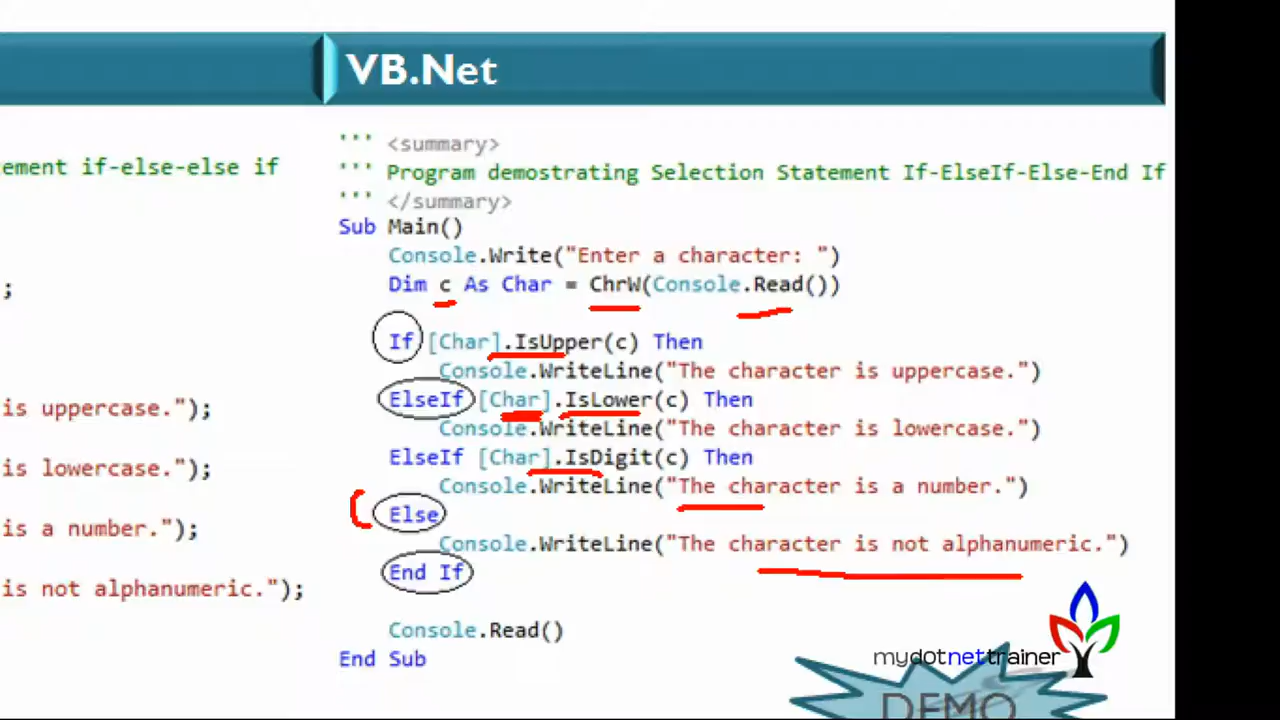 VB.Net
ement if-else-else if
;
is uppercase.");
is lowercase.");
is a number.");
is not alphanumeric.");
''' <summary>
''' Program demostrating Selection Statement If-ElseIf-Else-End If
''' </summary>
Sub Main()
Console.Write("Enter a character: ")
Dim c As Char = ChrW(Console.Read())
If [Char].IsUpper(c) Then
Console.WriteLine("The character is uppercase.")
ElseIf [Char].IsLower(c) Then
Console.WriteLine("The character is lowercase.")
ElseIf [Char].IsDigit(c) Then
Console.WriteLine("The character is a number.")
Else
Console.WriteLine("The character is not alphanumeric.")
End If
Console.Read()
End Sub
mydotnettrainer
DEMO